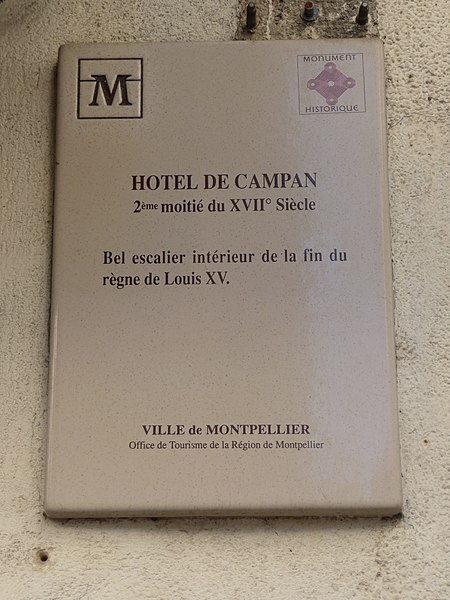 M
MONUMENT
HISTORIQUE
HOTEL DE CAMPAN
2ème moitié du XVII° Siècle
Bel escalier intérieur de la fin du
règne de Louis XV.
VILLE de MONTPELLIER
Office de Tourisme de la Région de Montpellier